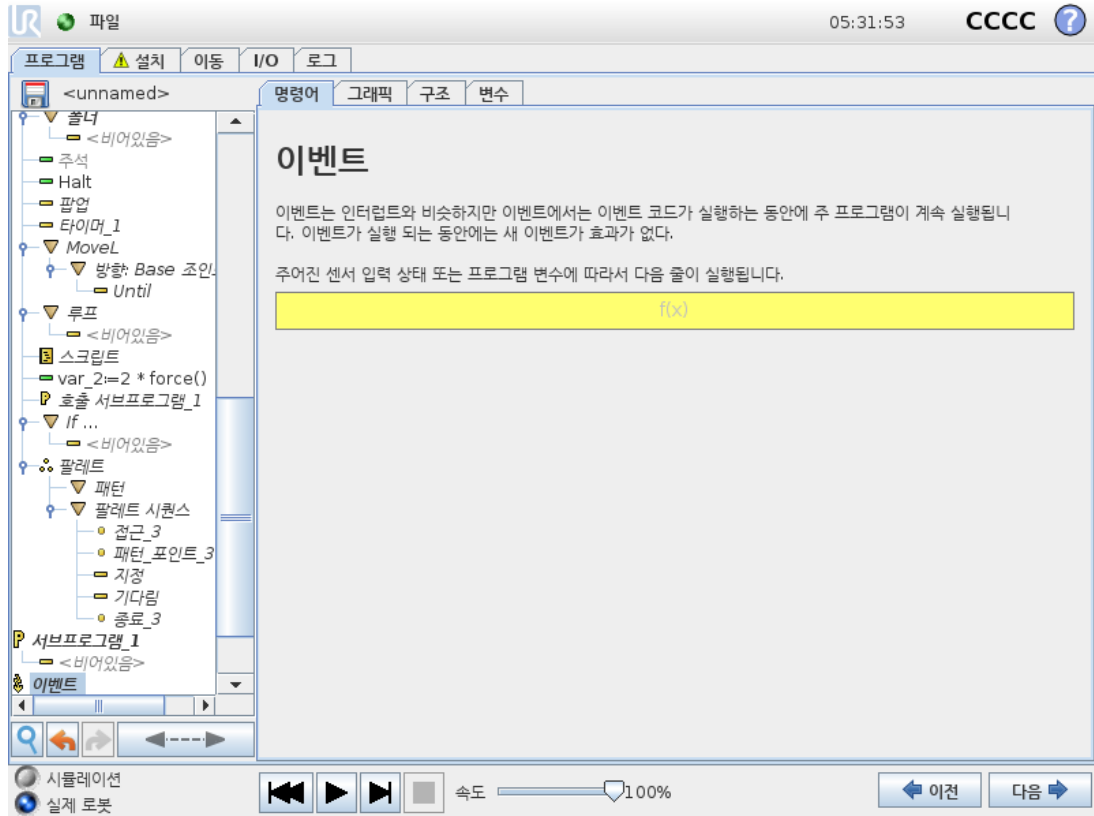 UR 파일 05:31:53 CCCC ?
프로그램 설치 이동 I/O 로그
<unnamed>
명령어 그래픽 구조 변수
폴더
<비어있음>
주석
Halt
팝업
타이머_1
MoveL
방향: Base 조인
Until
루프
<비어있음>
스크립트
var_2:=2 * force()
호출 서브프로그램_1
If ...
<비어있음>
팔레트
패턴
팔레트 시퀀스
접근_3
패턴_포인트_3
지정
기다림
종료_3
서브프로그램_1
<비어있음>
이벤트
이벤트
이벤트는 인터럽트와 비슷하지만 이벤트에서는 이벤트 코드가 실행하는 동안에 주 프로그램이 계속 실행됩니
다. 이벤트가 실행 되는 동안에는 새 이벤트가 효과가 없다.
주어진 센서 입력 상태 또는 프로그램 변수에 따라서 다음 줄이 실행됩니다.
f(x)
시뮬레이션
실제 로봇
속도 100%
이전 다음